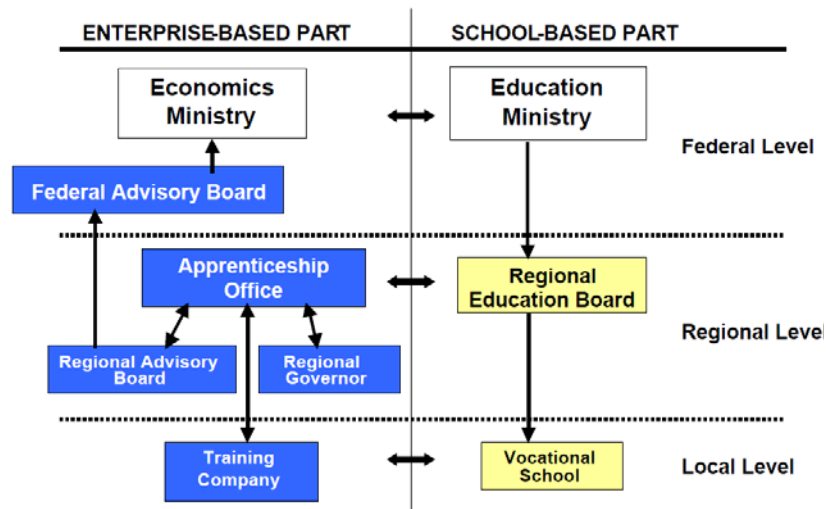 ENTERPRISE-BASED PART
SCHOOL-BASED PART
Economics
Ministry
Education
Ministry
Federal Level
Federal Advisory Board
Apprenticeship
Office
Regional
Education Board
Regional Level
Regional Advisory
Board
Regional
Governor
Training
Company
Vocational
School
Local Level